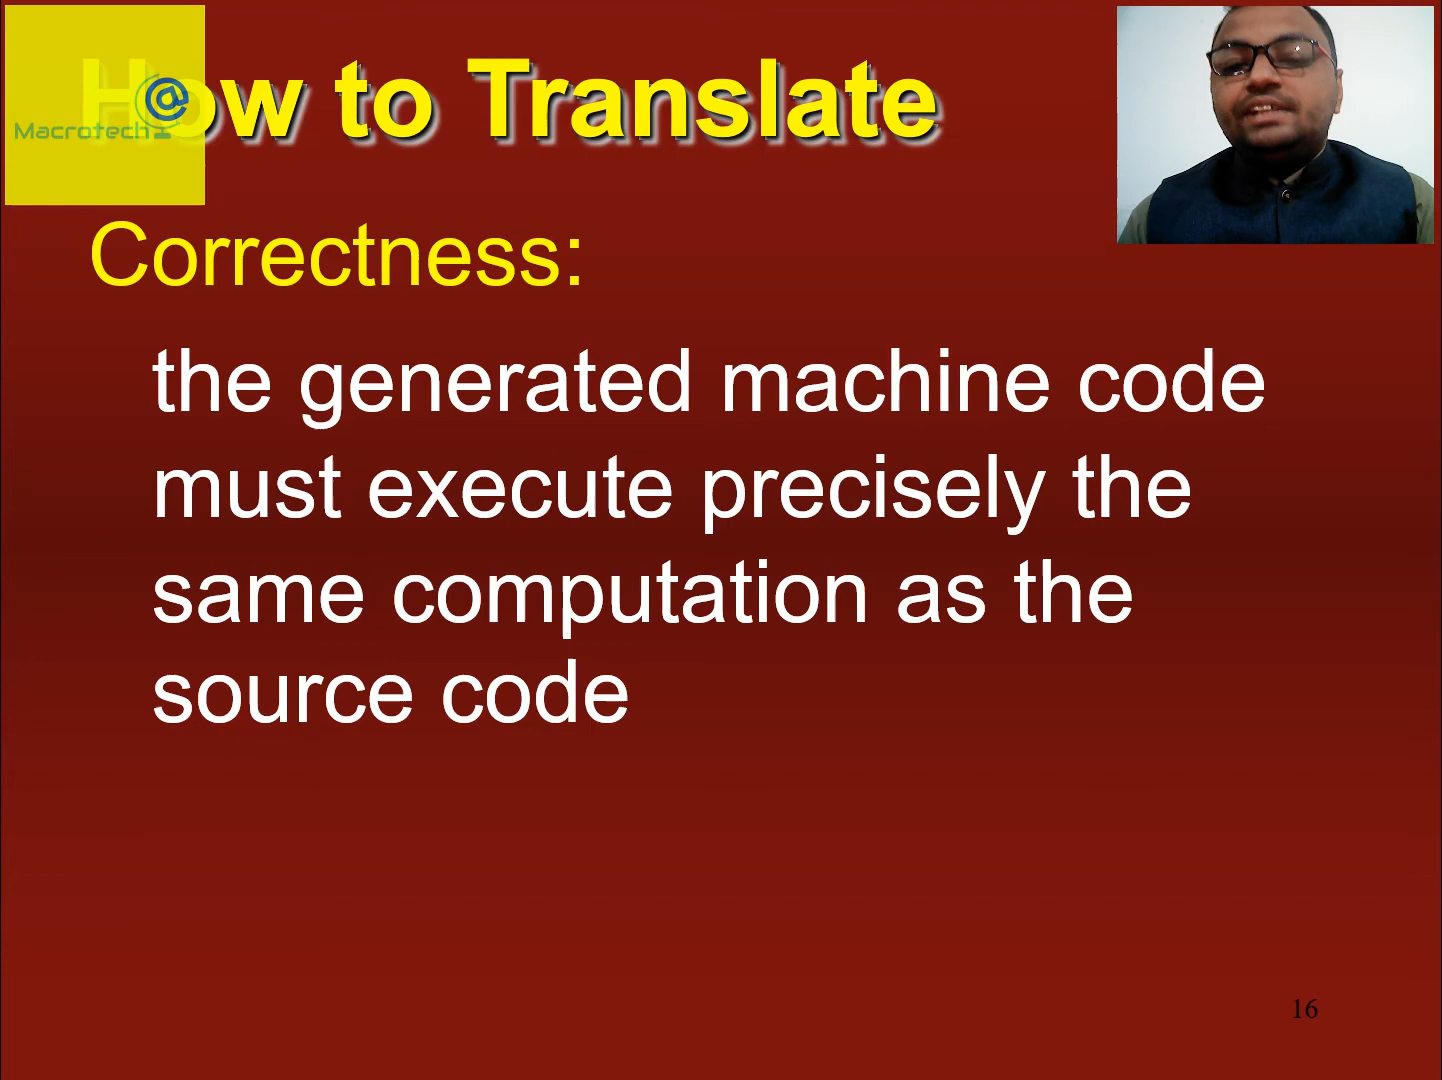 How to Translate
Macrotech
Correctness:
the generated machine code
must execute precisely the
same computation as the
source code
16